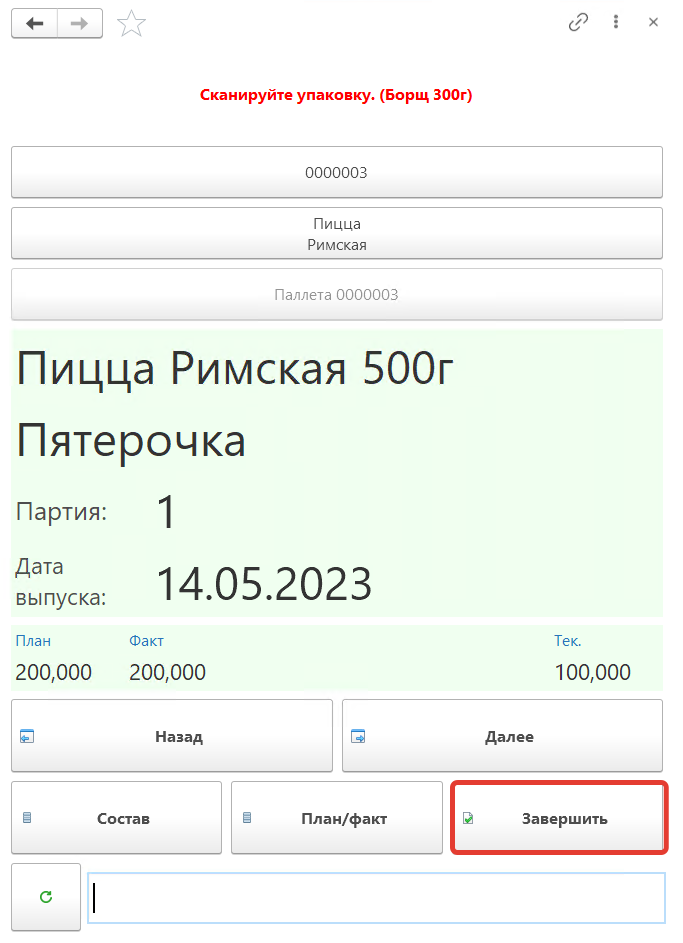 Сканируйте упаковку. (Борщ 300г)
0000003
Пицца
Римская
Паллета 0000003
Пицца Римская 500г
Пятерочка
Партия: 1
Дата
выпуска: 14.05.2023
План Факт Тек.
200,000 200,000 100,000
Назад Далее
Состав План/факт Завершить